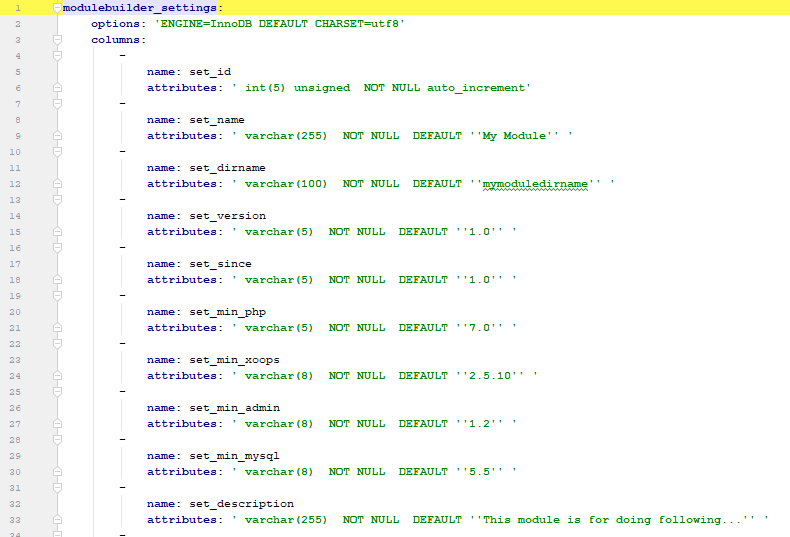 1 modulebuilder_settings:
2 options: 'ENGINE=InnoDB DEFAULT CHARSET=utf8'
3 columns:
4 -
5 name: set_id
6 attributes: ' int(5) unsigned  NOT NULL auto_increment'
7 -
8 name: set_name
9 attributes: ' varchar(255)  NOT NULL  DEFAULT ''My Module'' '
10 -
11 name: set_dirname
12 attributes: ' varchar(100)  NOT NULL  DEFAULT ''mymoduledirname'' '
13 -
14 name: set_version
15 attributes: ' varchar(5)  NOT NULL  DEFAULT ''1.0'' '
16 -
17 name: set_since
18 attributes: ' varchar(5)  NOT NULL  DEFAULT ''1.0'' '
19 -
20 name: set_min_php
21 attributes: ' varchar(5)  NOT NULL  DEFAULT ''7.0'' '
22 -
23 name: set_min_xoops
24 attributes: ' varchar(8)  NOT NULL  DEFAULT ''2.5.10'' '
25 -
26 name: set_min_admin
27 attributes: ' varchar(8)  NOT NULL  DEFAULT ''1.2'' '
28 -
29 name: set_min_mysql
30 attributes: ' varchar(8)  NOT NULL  DEFAULT ''5.5'' '
31 -
32 name: set_description
33 attributes: ' varchar(255)  NOT NULL  DEFAULT ''This module is for doing following...'' '
34 -